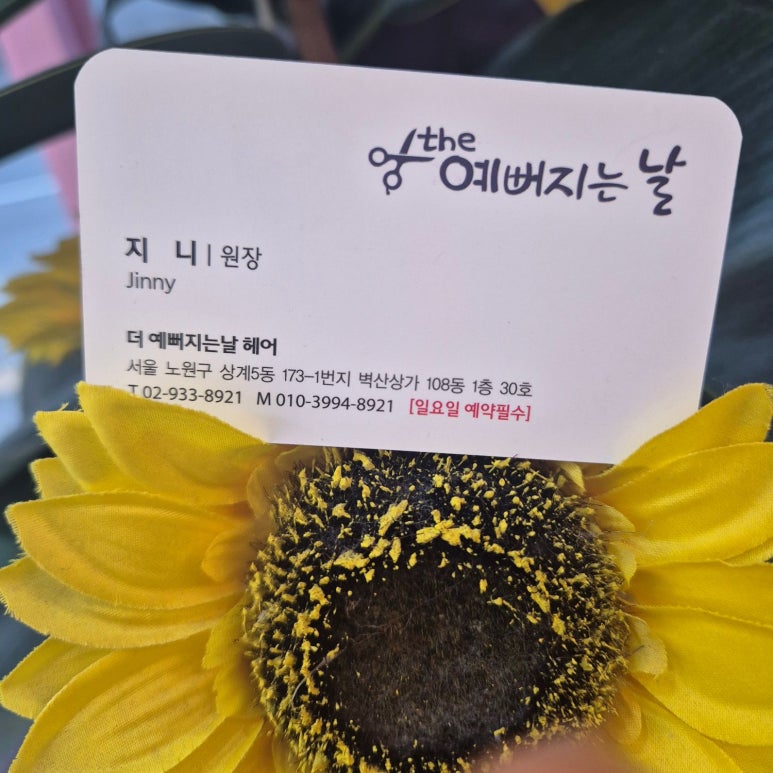 the
예뻐지는 날
지 니 | 원장
Jinny
더 예뻐지는날 헤어
서울 노원구 상계5동 173-1번지 벽산상가 108동 1층 30호
T 02-933-8921 M 010-3994-8921 [일요일 예약필수]